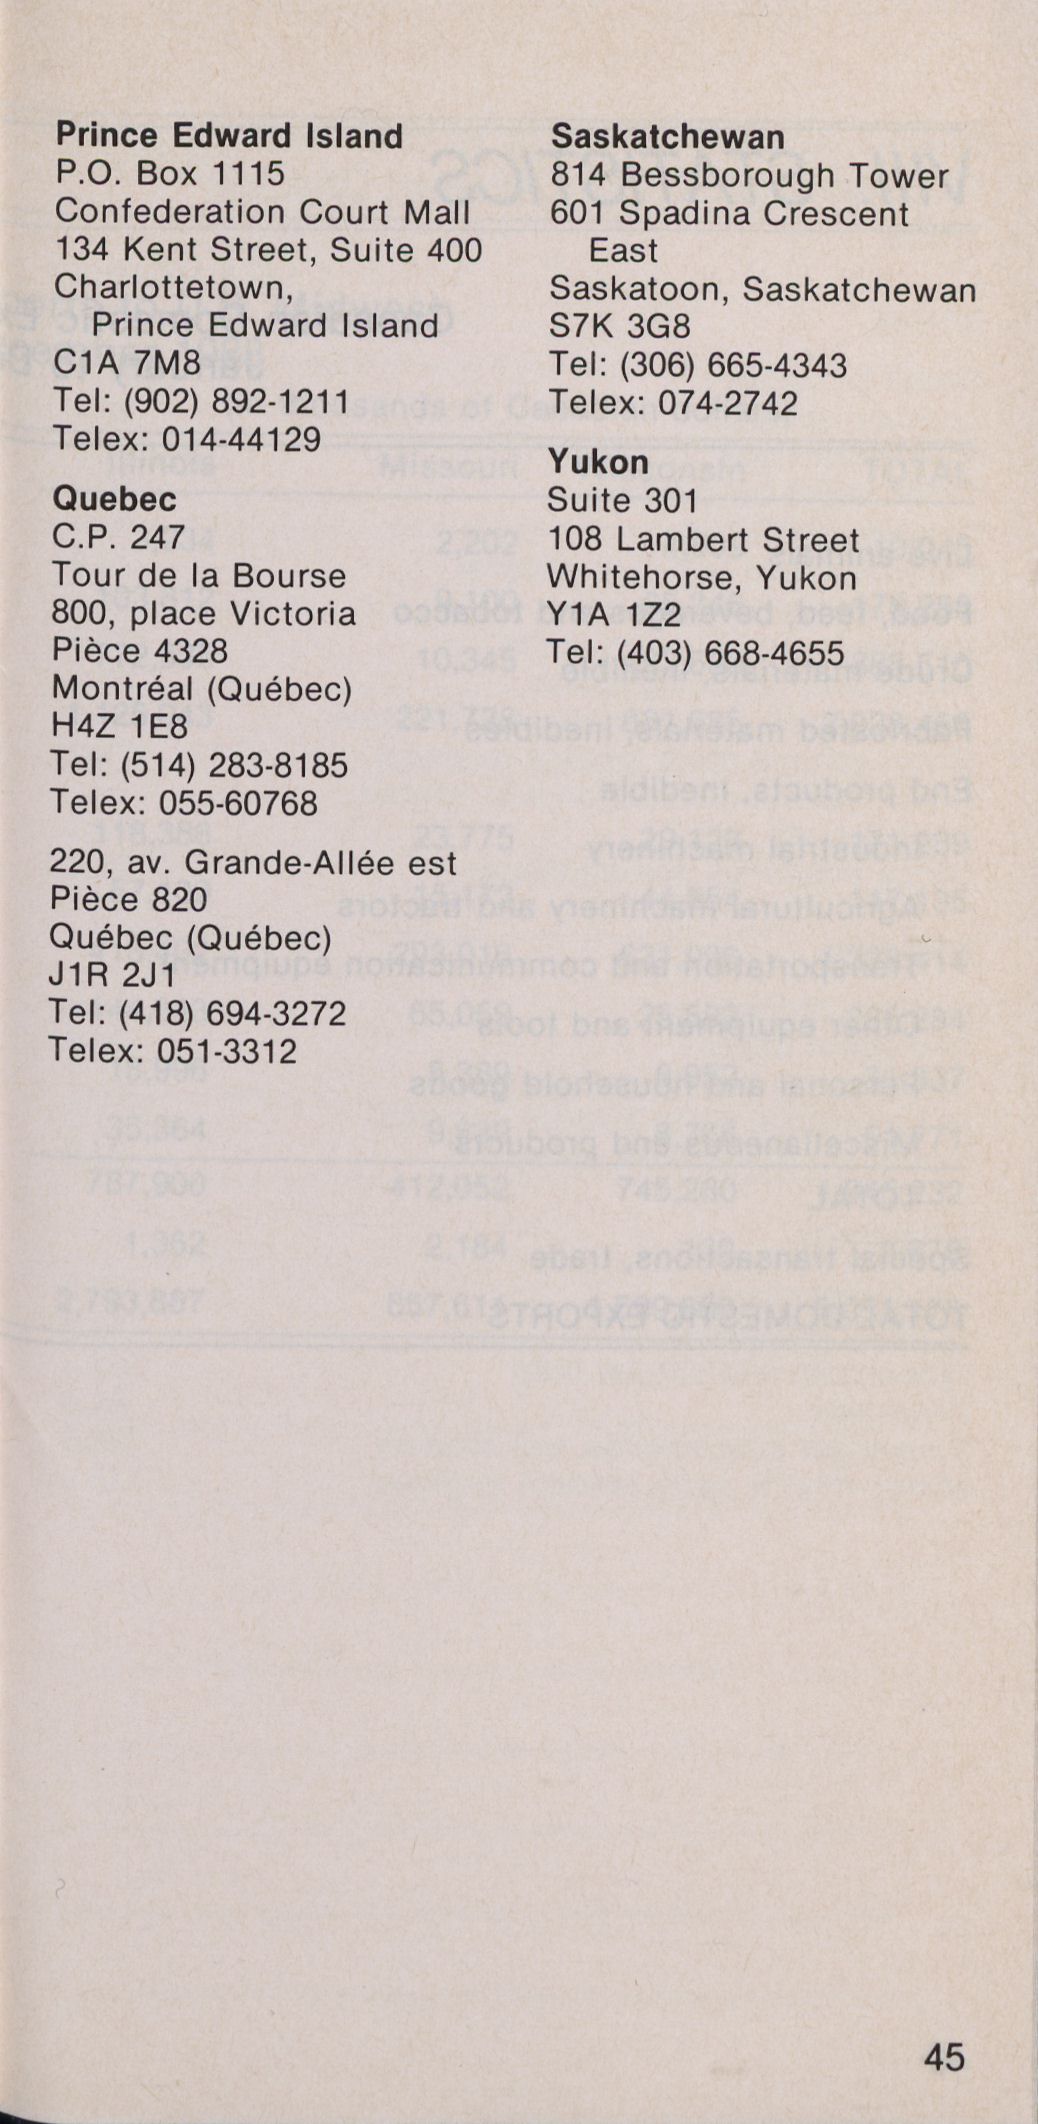 Prince Edward Island
P.O. Box 1115
Confederation Court Mall
134 Kent Street, Suite 400
Charlottetown,
Prince Edward Island
C1A 7M8
Tel: (902) 892-1211
Telex: 014-44129
Quebec
C.P. 247
Tour de la Bourse
800, place Victoria
Pièce 4328
Montréal (Québec)
H4Z 1E8
Tel: (514) 283-8185
Telex: 055-60768
220, av. Grande-Allée est
Pièce 820
Québec (Québec)
J1R 2J1
Tel: (418) 694-3272
Telex: 051-3312
Saskatchewan
814 Bessborough Tower
601 Spadina Crescent
East
Saskatoon, Saskatchewan
S7K 3G8
Tel: (306) 665-4343
Telex: 074-2742
Yukon
Suite 301
108 Lambert Street
Whitehorse, Yukon
Y1A 1Z2
Tel: (403) 668-4655
45